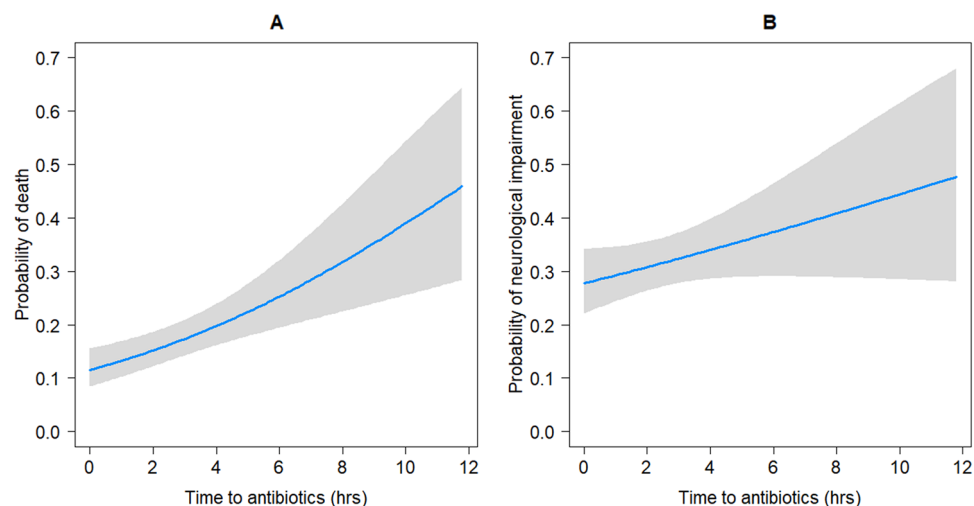 A
Probability of death
0.7
0.6
0.5
0.4
0.3
0.2
0.1
0.0
0 2 4 6 8 10 12
Time to antibiotics (hrs)
B
Probability of neurological impairment
0.7
0.6
0.5
0.4
0.3
0.2
0.1
0.0
0 2 4 6 8 10 12
Time to antibiotics (hrs)